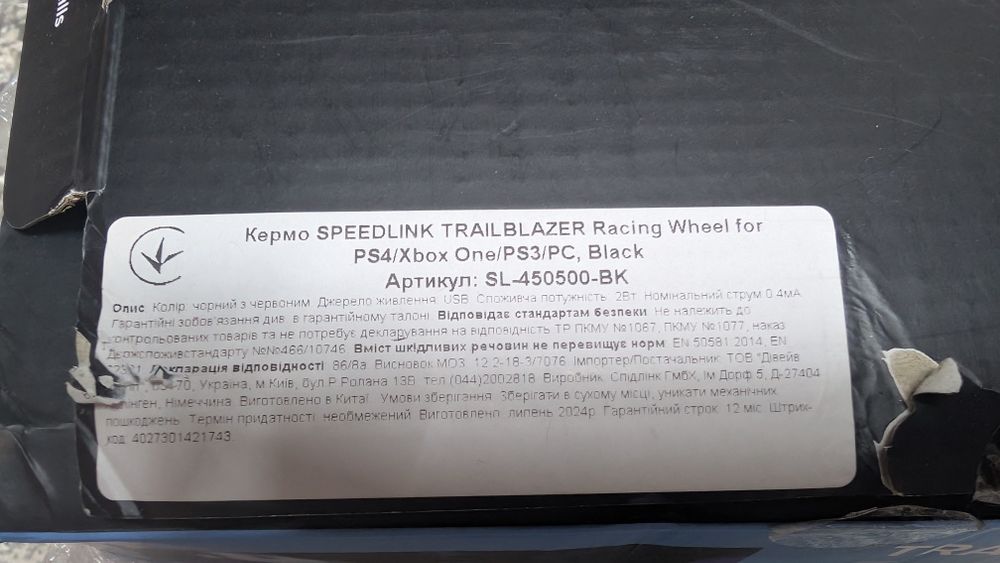 llis
Кермо SPEEDLINK TRAILBLAZER Racing Wheel for
PS4/Xbox One/PS3/PC, Black
Артикул: SL-450500-BK
Опис Колір: чорний з червоним. Джерело живлення: USB. Споживча потужність: 2Вт. Номінальний струм 0.4мА.
Гарантійні зобов'язання див. в гарантійному талоні. Відповідає стандартам безпеки. Не належить до
контрольованих товарів та не потребує декларування на відповідність ТР ПКМУ №1067, ПКМУ №1077, наказ
Держспоживстандарту №№466/10746. Вміст шкідливих речовин не перевищує норм: EN 50581:2014, EN
Декларація відповідності: 86/8а. Висновок МОЗ: 12.2-18-3/7076. Імпортер/Постачальник: ТОВ "Дівейв
Україна, м.Київ, бул.Р.Ролана 13В. тел.(044)2002818. Виробник: Спідлінк ГмбХ, Ім Дорф 5, Д-27404
Німеччина. Виготовлено в Китаї. Умови зберігання: Зберігати в сухому місці, уникати механічних
пошкоджень. Термін придатності: необмежений. Виготовлено: липень 2024р. Гарантійний строк: 12 міс. Штрих-
код: 4027301421743.
TRA